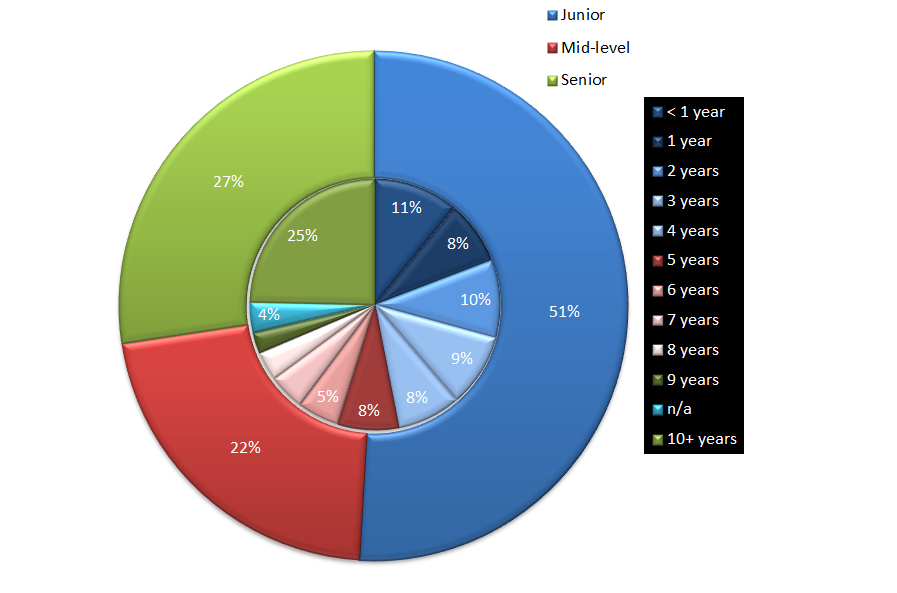 Junior
Mid-level
Senior
< 1 year
1 year
2 years
3 years
4 years
5 years
6 years
7 years
8 years
9 years
n/a
10+ years
27%
11%
25%
8%
10%
51%
4%
9%
5%
8%
8%
22%